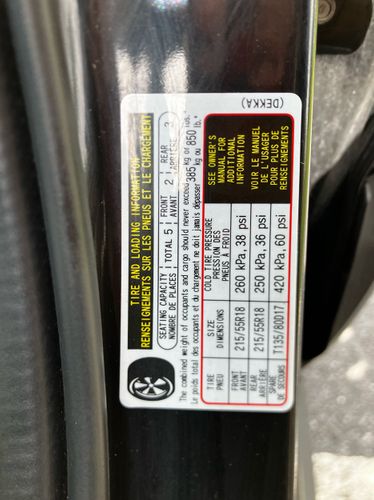 TIRE AND LOADING INFORMATION
RENSEIGNEMENTS SUR LES PNEUS ET LE CHARGEMENT
SEATING CAPACITY TOTAL 5 FRONT 2 REAR 3
NOMBRE DE PLACES AVANT ARRIÈRE
The combined weight of occupants and cargo should never exceed 385 kg or 850 lbs.
Le poids total des occupants et du chargement ne doit jamais dépasser 385 kg ou 850 lb.
TIRE SIZE COLD TIRE PRESSURE SEE OWNER'S
PNEU DIMENSIONS PRESSION DES MANUAL FOR
PNEUS À FROID ADDITIONAL
INFORMATION
FRONT 215/55R18 260 kPa, 38 psi
AVANT
REAR 215/55R18 250 kPa, 36 psi VOIR LE MANUEL
ARRIÈRE DE L'USAGER
SPARE T135/80D17 420 kPa, 60 psi POUR PLUS DE
DE SECOURS RENSEIGNEMENTS
(DEKKA)